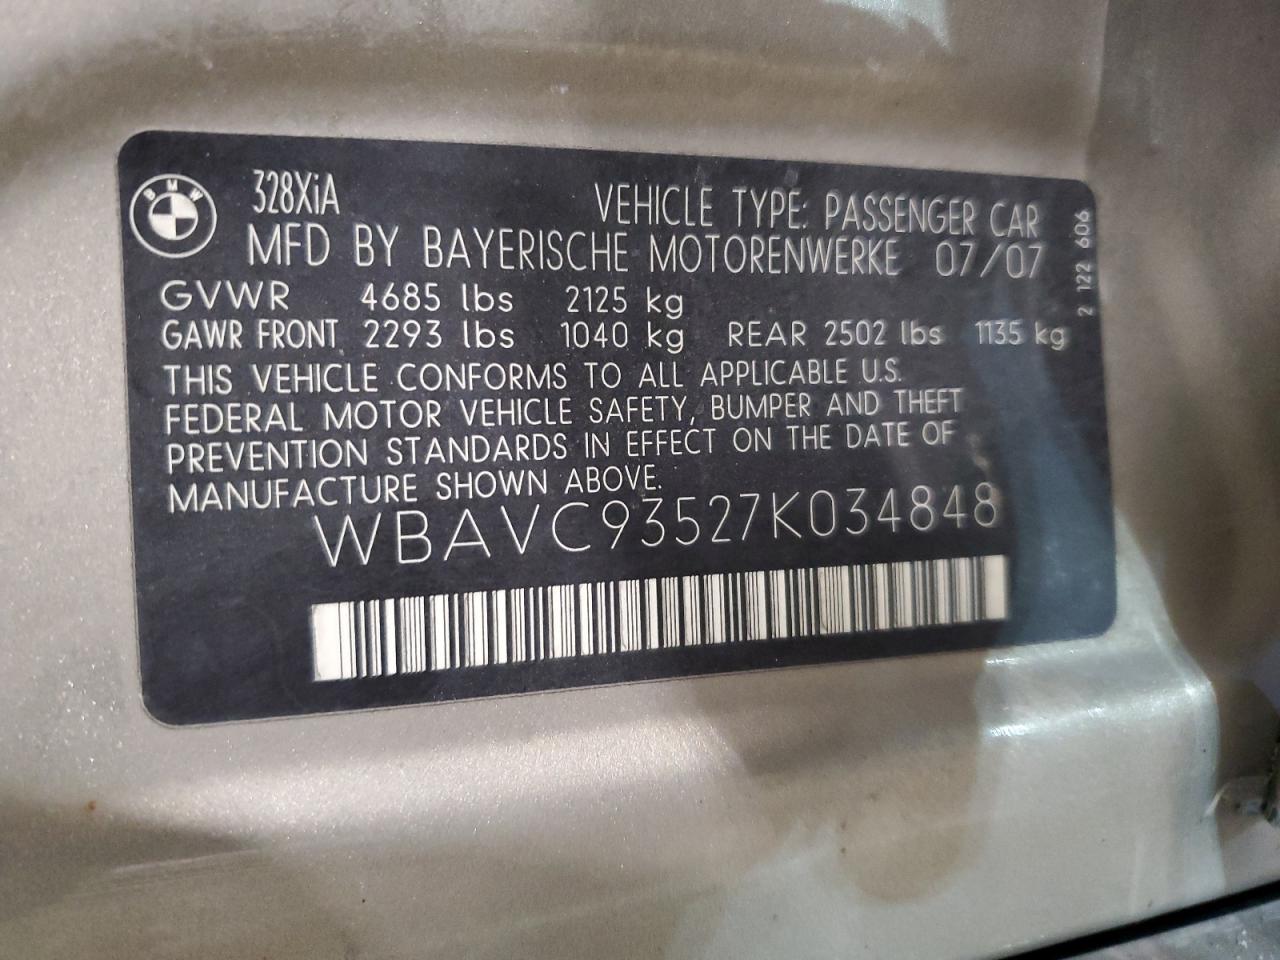 BMW
328XiA
VEHICLE TYPE: PASSENGER CAR
MFD BY BAYERISCHE MOTORENWERKE 07/07
GVWR 4685 lbs 2125 kg
GAWR FRONT 2293 lbs 1040 kg REAR 2502 lbs 1135 kg
THIS VEHICLE CONFORMS TO ALL APPLICABLE U.S.
FEDERAL MOTOR VEHICLE SAFETY, BUMPER AND THEFT
PREVENTION STANDARDS IN EFFECT ON THE DATE OF
MANUFACTURE SHOWN ABOVE.
WBAVC93527K034848
2 122 606